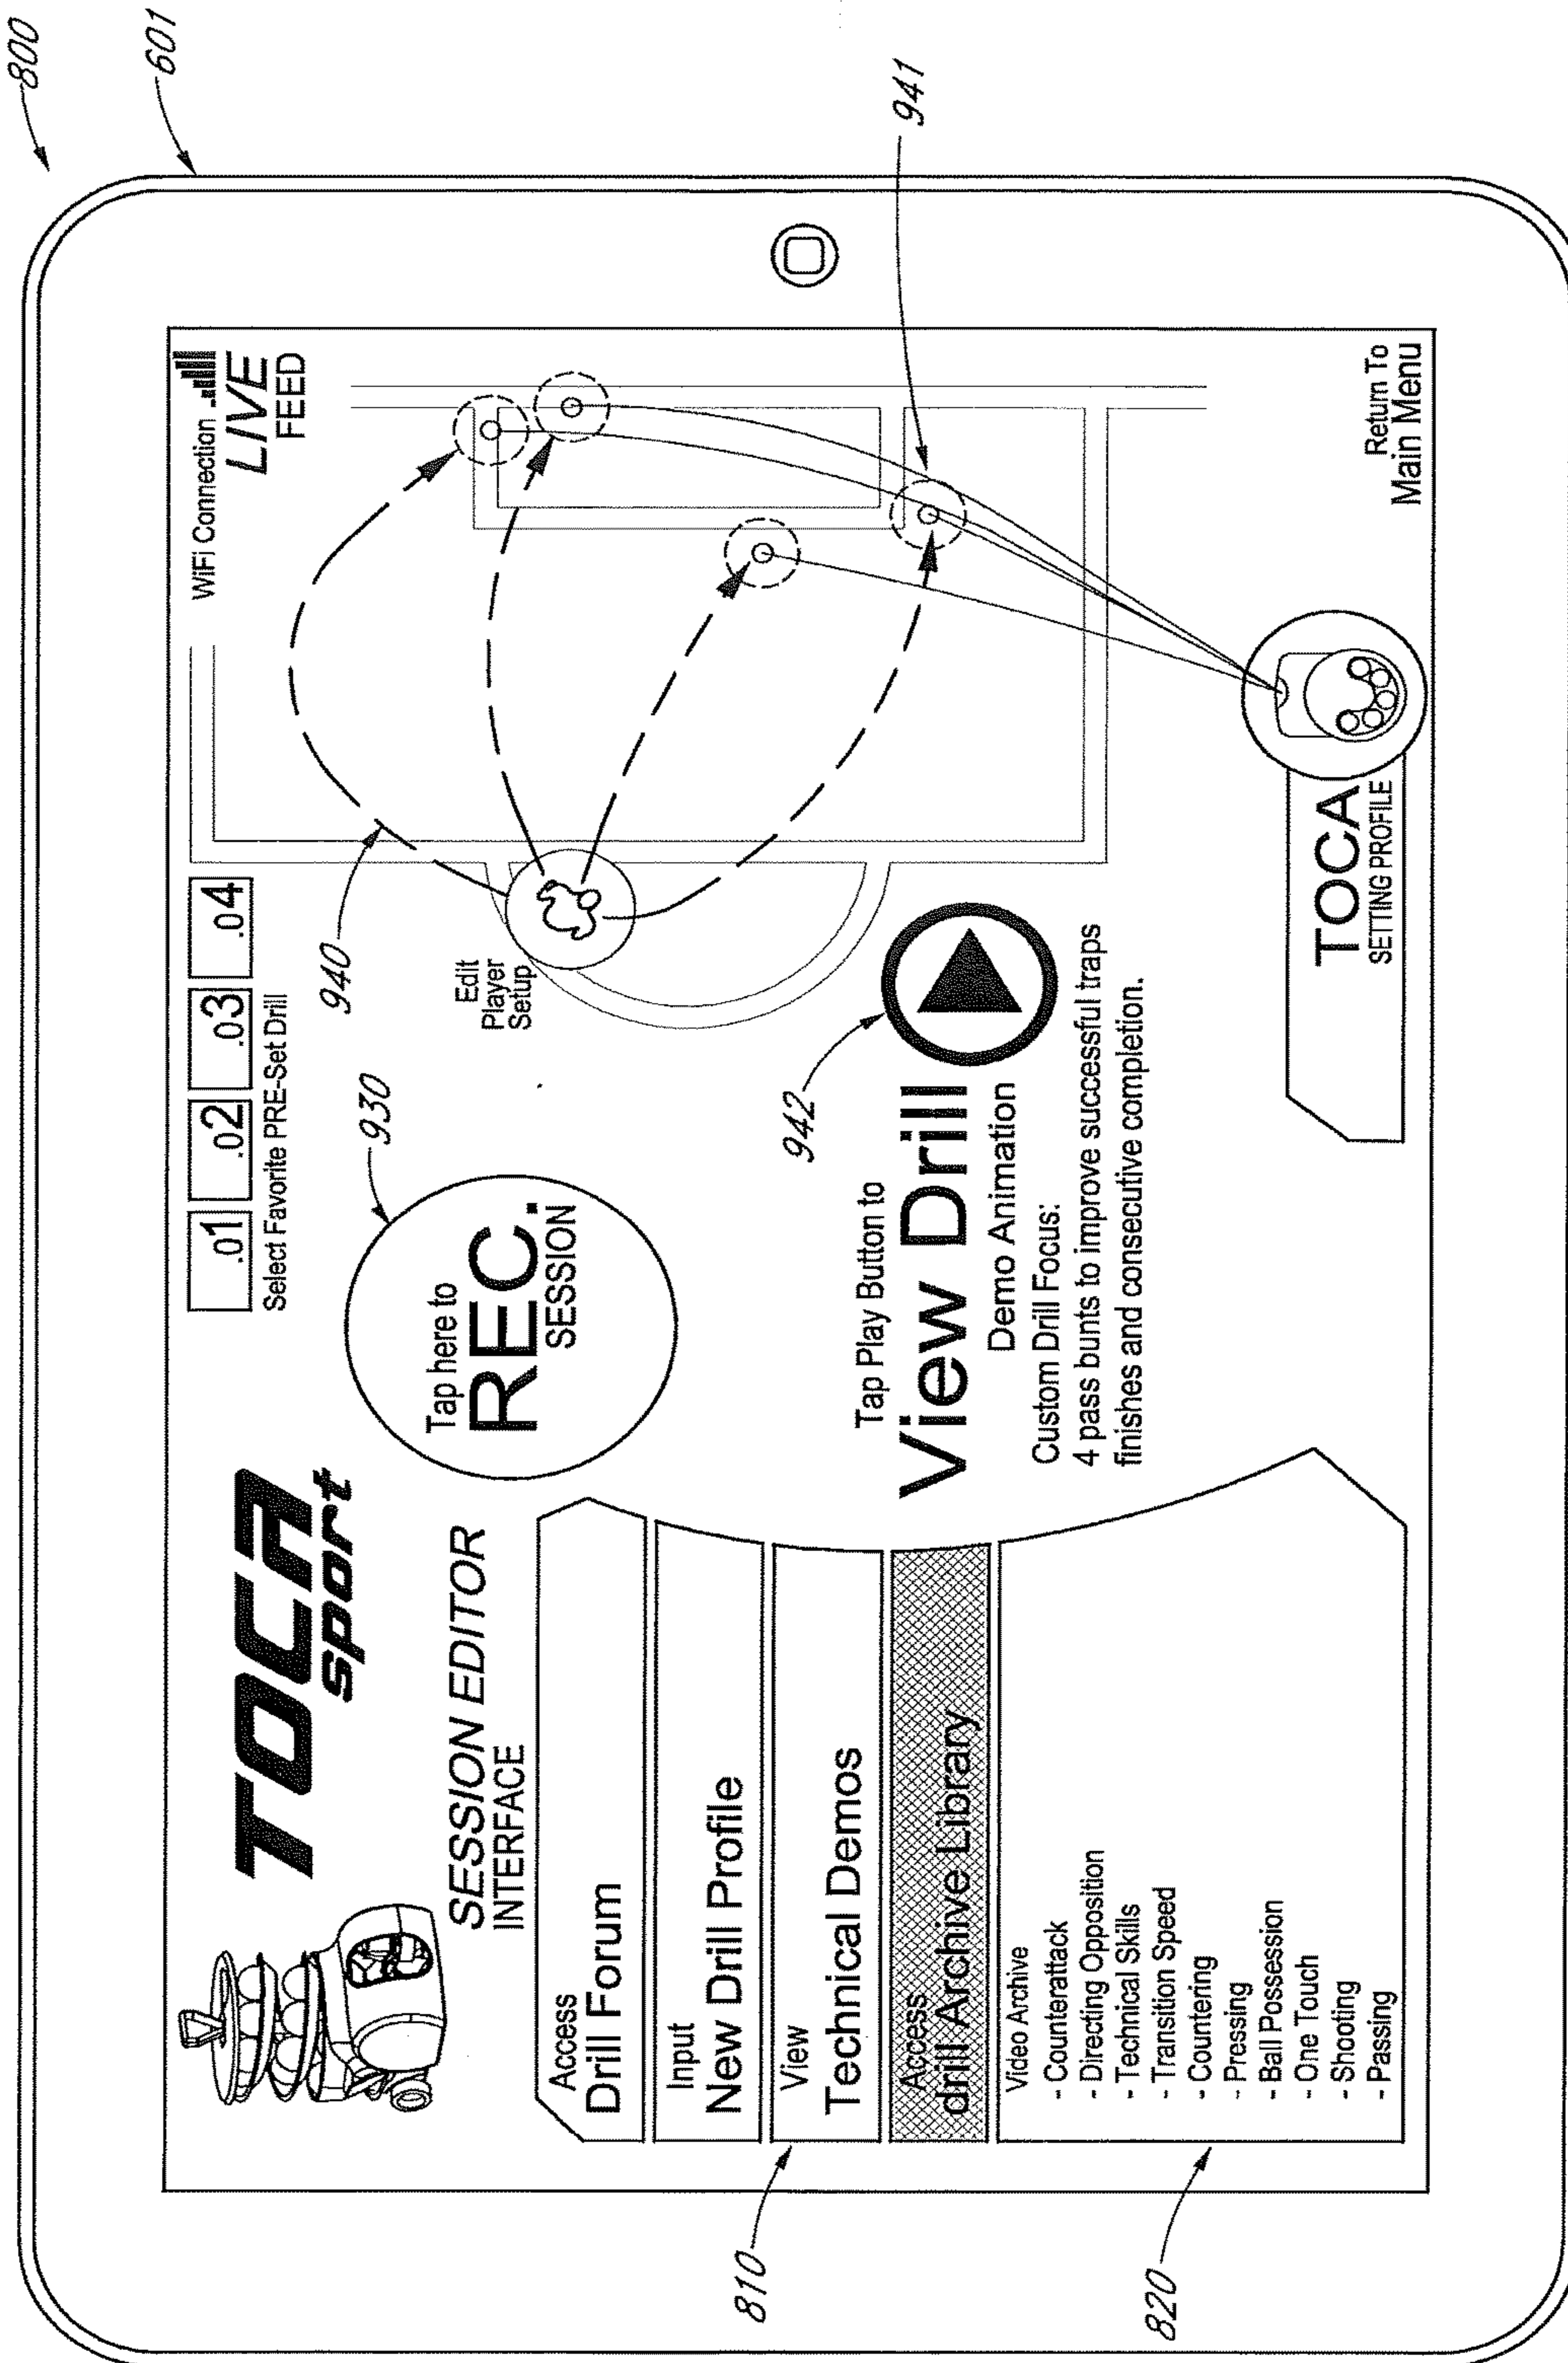 800
601
TOCA
sport
SESSION EDITOR
INTERFACE
Access
Drill Forum
Input
New Drill Profile
View
Technical Demos
Access
drill Archive Library
Video Archive
- Counterattack
- Directing Opposition
- Technical Skills
- Transition Speed
- Countering
- Pressing
- Ball Possession
- One Touch
- Shooting
- Passing
810
820
.01 .02 .03 .04
Select Favorite PRE-Set Drill
Tap here to
REC.
SESSION
930
Tap Play Button to
View Drill
Demo Animation
Custom Drill Focus:
4 pass bunts to improve successful traps
finishes and consecutive completion.
942
940
Edit
Player
Setup
WiFi Connection
LIVE
FEED
941
TOCA
SETTING PROFILE
Return To
Main Menu